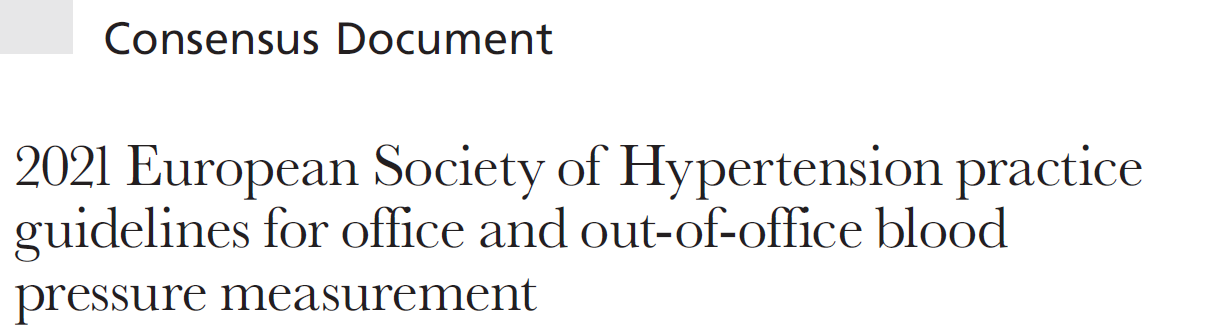 Consensus Document
2021 European Society of Hypertension practice
guidelines for office and out-of-office blood
pressure measurement